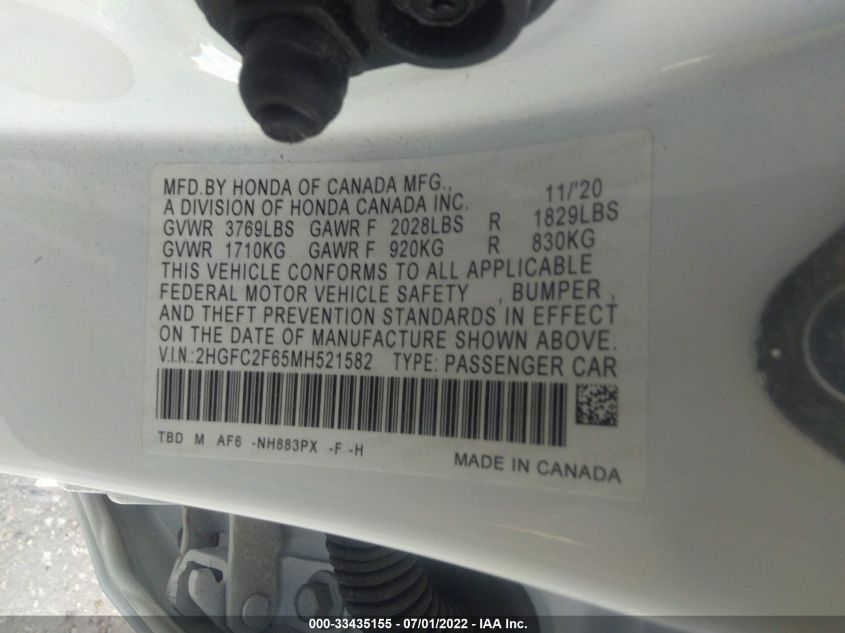 MFD.BY HONDA OF CANADA MFG., 11/'20
A DIVISION OF HONDA CANADA INC.
GVWR 3769LBS GAWR F 2028LBS R 1829LBS
GVWR 1710KG GAWR F 920KG R 830KG
THIS VEHICLE CONFORMS TO ALL APPLICABLE
FEDERAL MOTOR VEHICLE SAFETY , BUMPER ,
AND THEFT PREVENTION STANDARDS IN EFFECT
ON THE DATE OF MANUFACTURE SHOWN ABOVE.
V.I.N.:2HGFC2F65MH521582 TYPE: PASSENGER CAR
TBD M AF6 -NH883PX -F -H
MADE IN CANADA
000-33435155 - 07/01/2022 - IAA Inc.